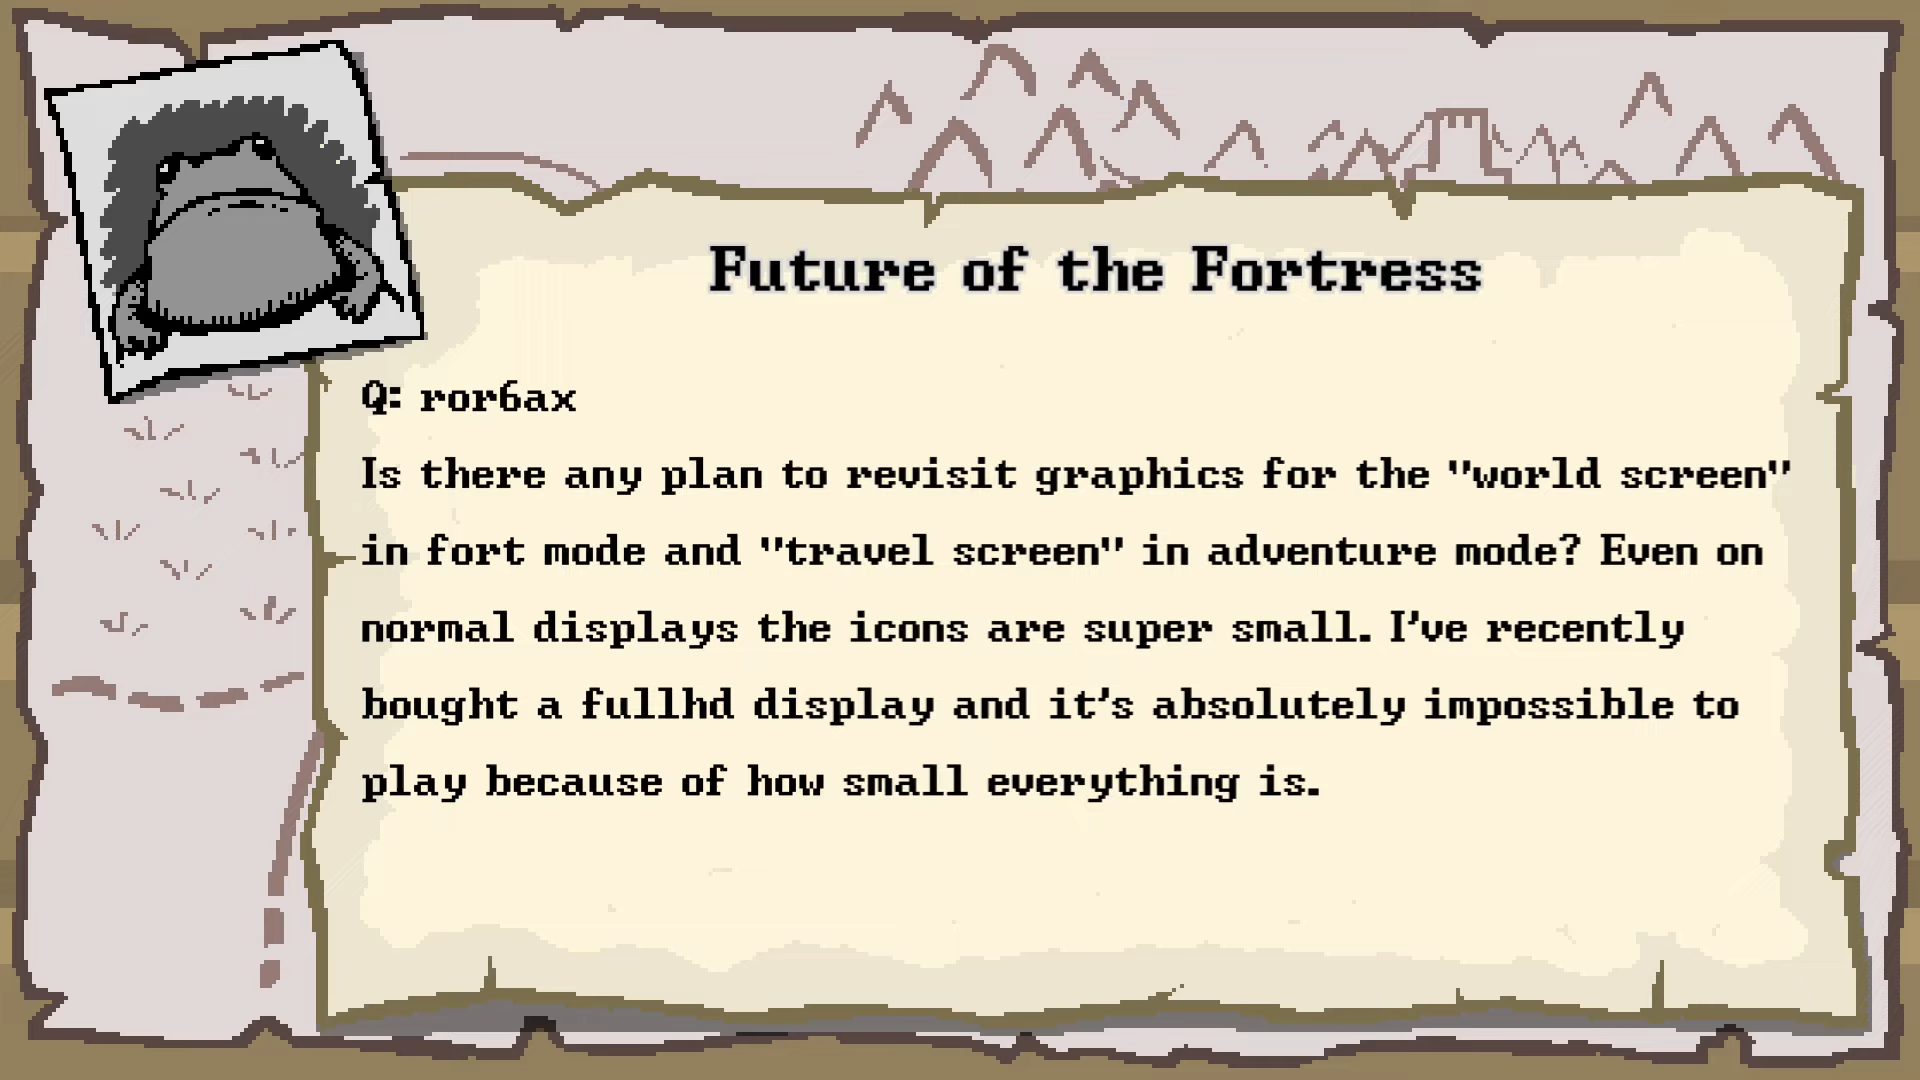 Future of the Fortress
Q: ror6ax
Is there any plan to revisit graphics for the "world screen"
in fort mode and "travel screen" in adventure mode? Even on
normal displays the icons are super small. I've recently
bought a fullhd display and it's absolutely impossible to
play because of how small everything is.